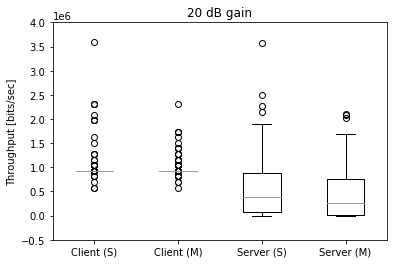 20 dB gain
1e6
Throughput [bits/sec]
4.0
3.5
3.0
2.5
2.0
1.5
1.0
0.5
0.0
−0.5
Client (S) Client (M) Server (S) Server (M)